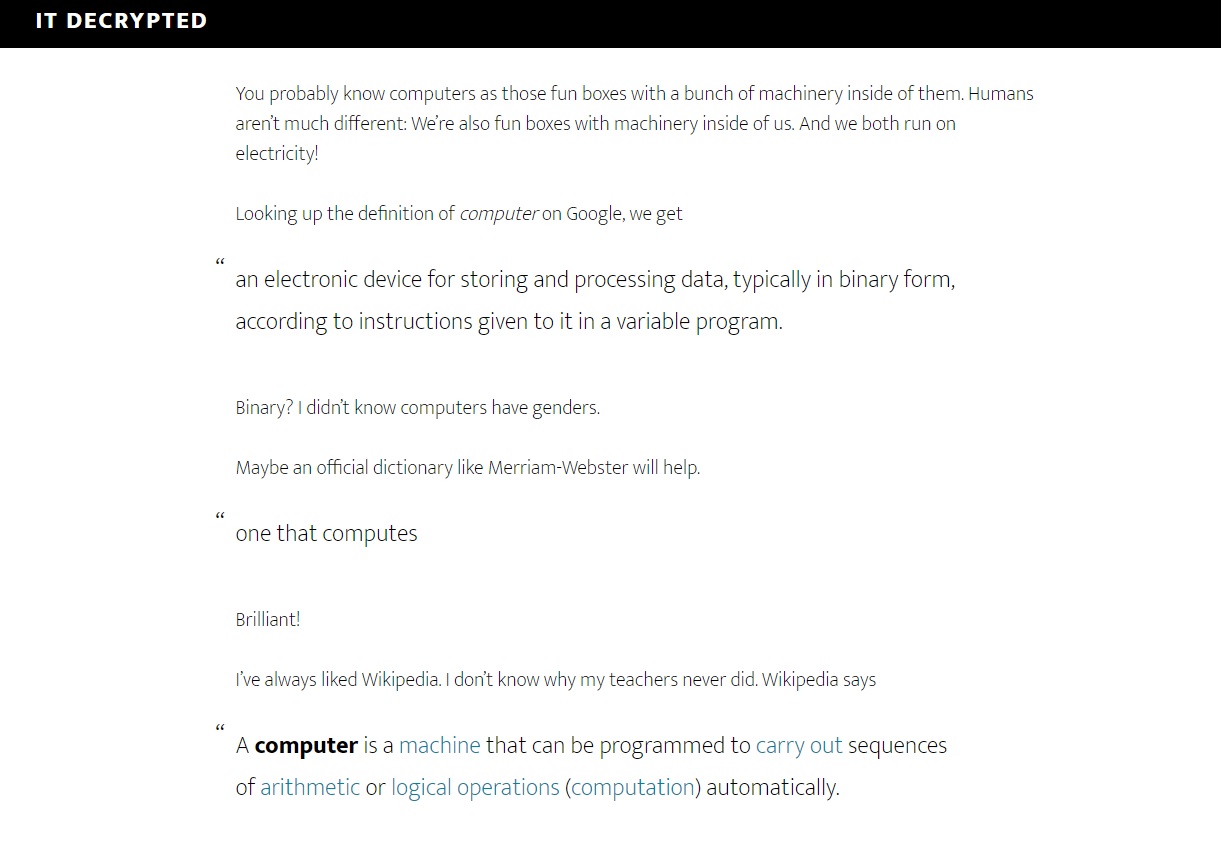 IT DECRYPTED
You probably know computers as those fun boxes with a bunch of machinery inside of them. Humans
aren’t much different: We’re also fun boxes with machinery inside of us. And we both run on
electricity!
Looking up the definition of computer on Google, we get
“
an electronic device for storing and processing data, typically in binary form,
according to instructions given to it in a variable program.
Binary? I didn’t know computers have genders.
Maybe an official dictionary like Merriam-Webster will help.
“
one that computes
Brilliant!
I’ve always liked Wikipedia. I don’t know why my teachers never did. Wikipedia says
“
A computer is a machine that can be programmed to carry out sequences
of arithmetic or logical operations (computation) automatically.